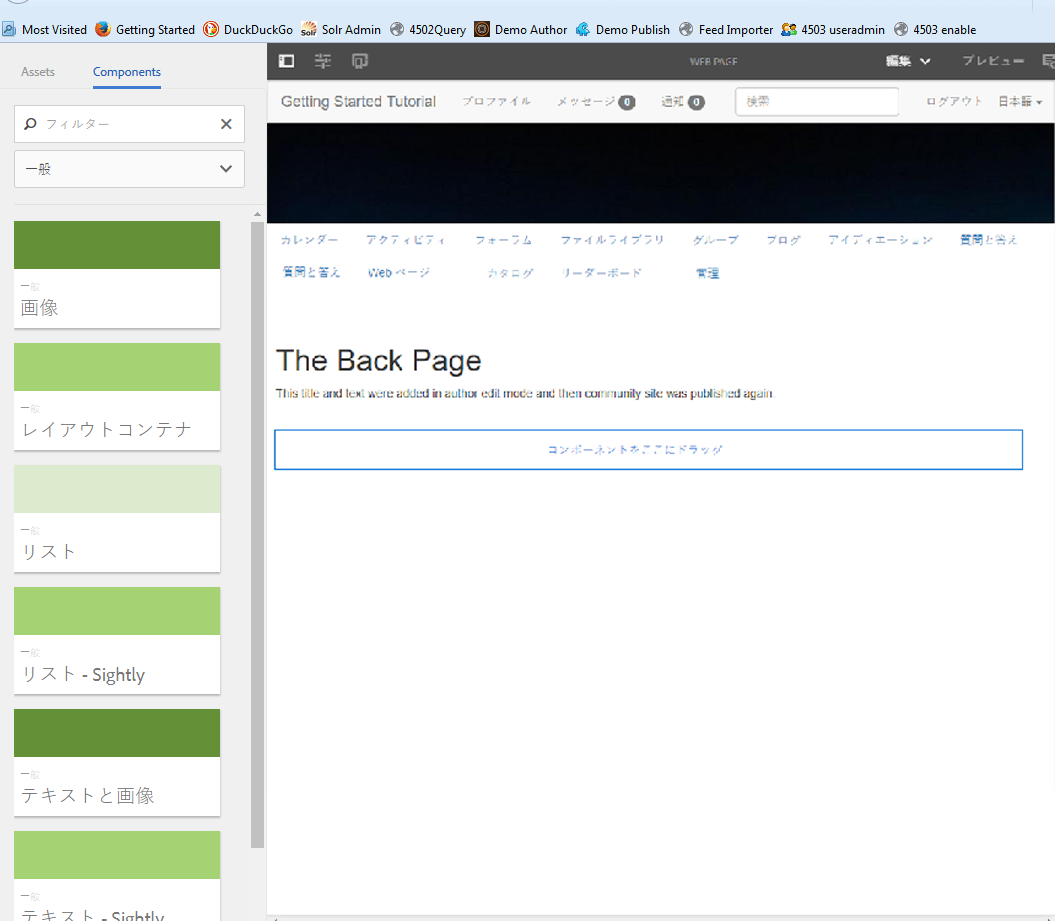 Most Visited Getting Started DuckDuckGo Solr Admin 4502Query Demo Author Demo Publish Feed Importer 4503 useradmin 4503 enable
Assets Components
フィルター
一般
一般
画像
一般
レイアウトコンテナ
一般
リスト
一般
リスト - Sightly
一般
テキストと画像
一般
テキスト - Sightly
WEB PAGE 編集 プレビュー
Getting Started Tutorial プロファイル メッセージ 0 通知 0 検索 ログアウト 日本語
カレンダー アクティビティ フォーラム ファイルライブラリ グループ ブログ アイディエーション 質問と答え
質問と答え Web ページ カタログ リーダーボード 管理
The Back Page
This title and text were added in author edit mode and then community site was published again
コンポーネントをここにドラッグ